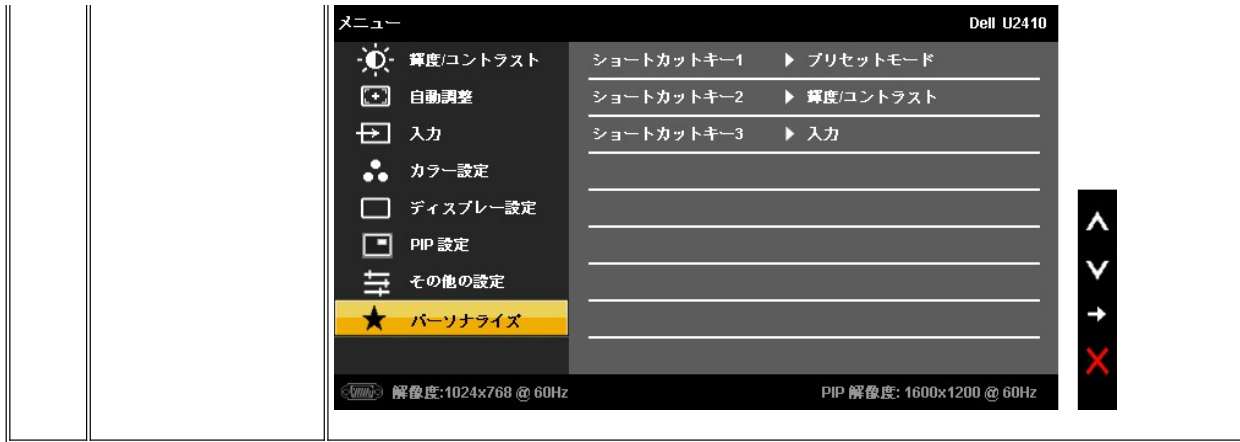 メニュー Dell U2410
輝度/コントラスト ショートカットキー1 ▶ プリセットモード
自動調整 ショートカットキー2 ▶ 輝度/コントラスト
入力 ショートカットキー3 ▶ 入力
カラー設定
ディスプレー設定
PIP 設定
その他の設定
パーソナライズ
解像度:1024x768 @ 60Hz PIP 解像度: 1600x1200 @ 60Hz